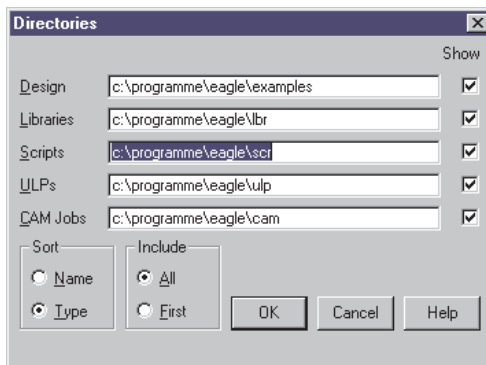 Directories
Show
Design c:\programme\eagle\examples
Libraries c:\programme\eagle\lbr
Scripts c:\programme\eagle\scr
ULPs c:\programme\eagle\ulp
CAM Jobs c:\programme\eagle\cam
Sort Include
Name All
Type First OK Cancel Help